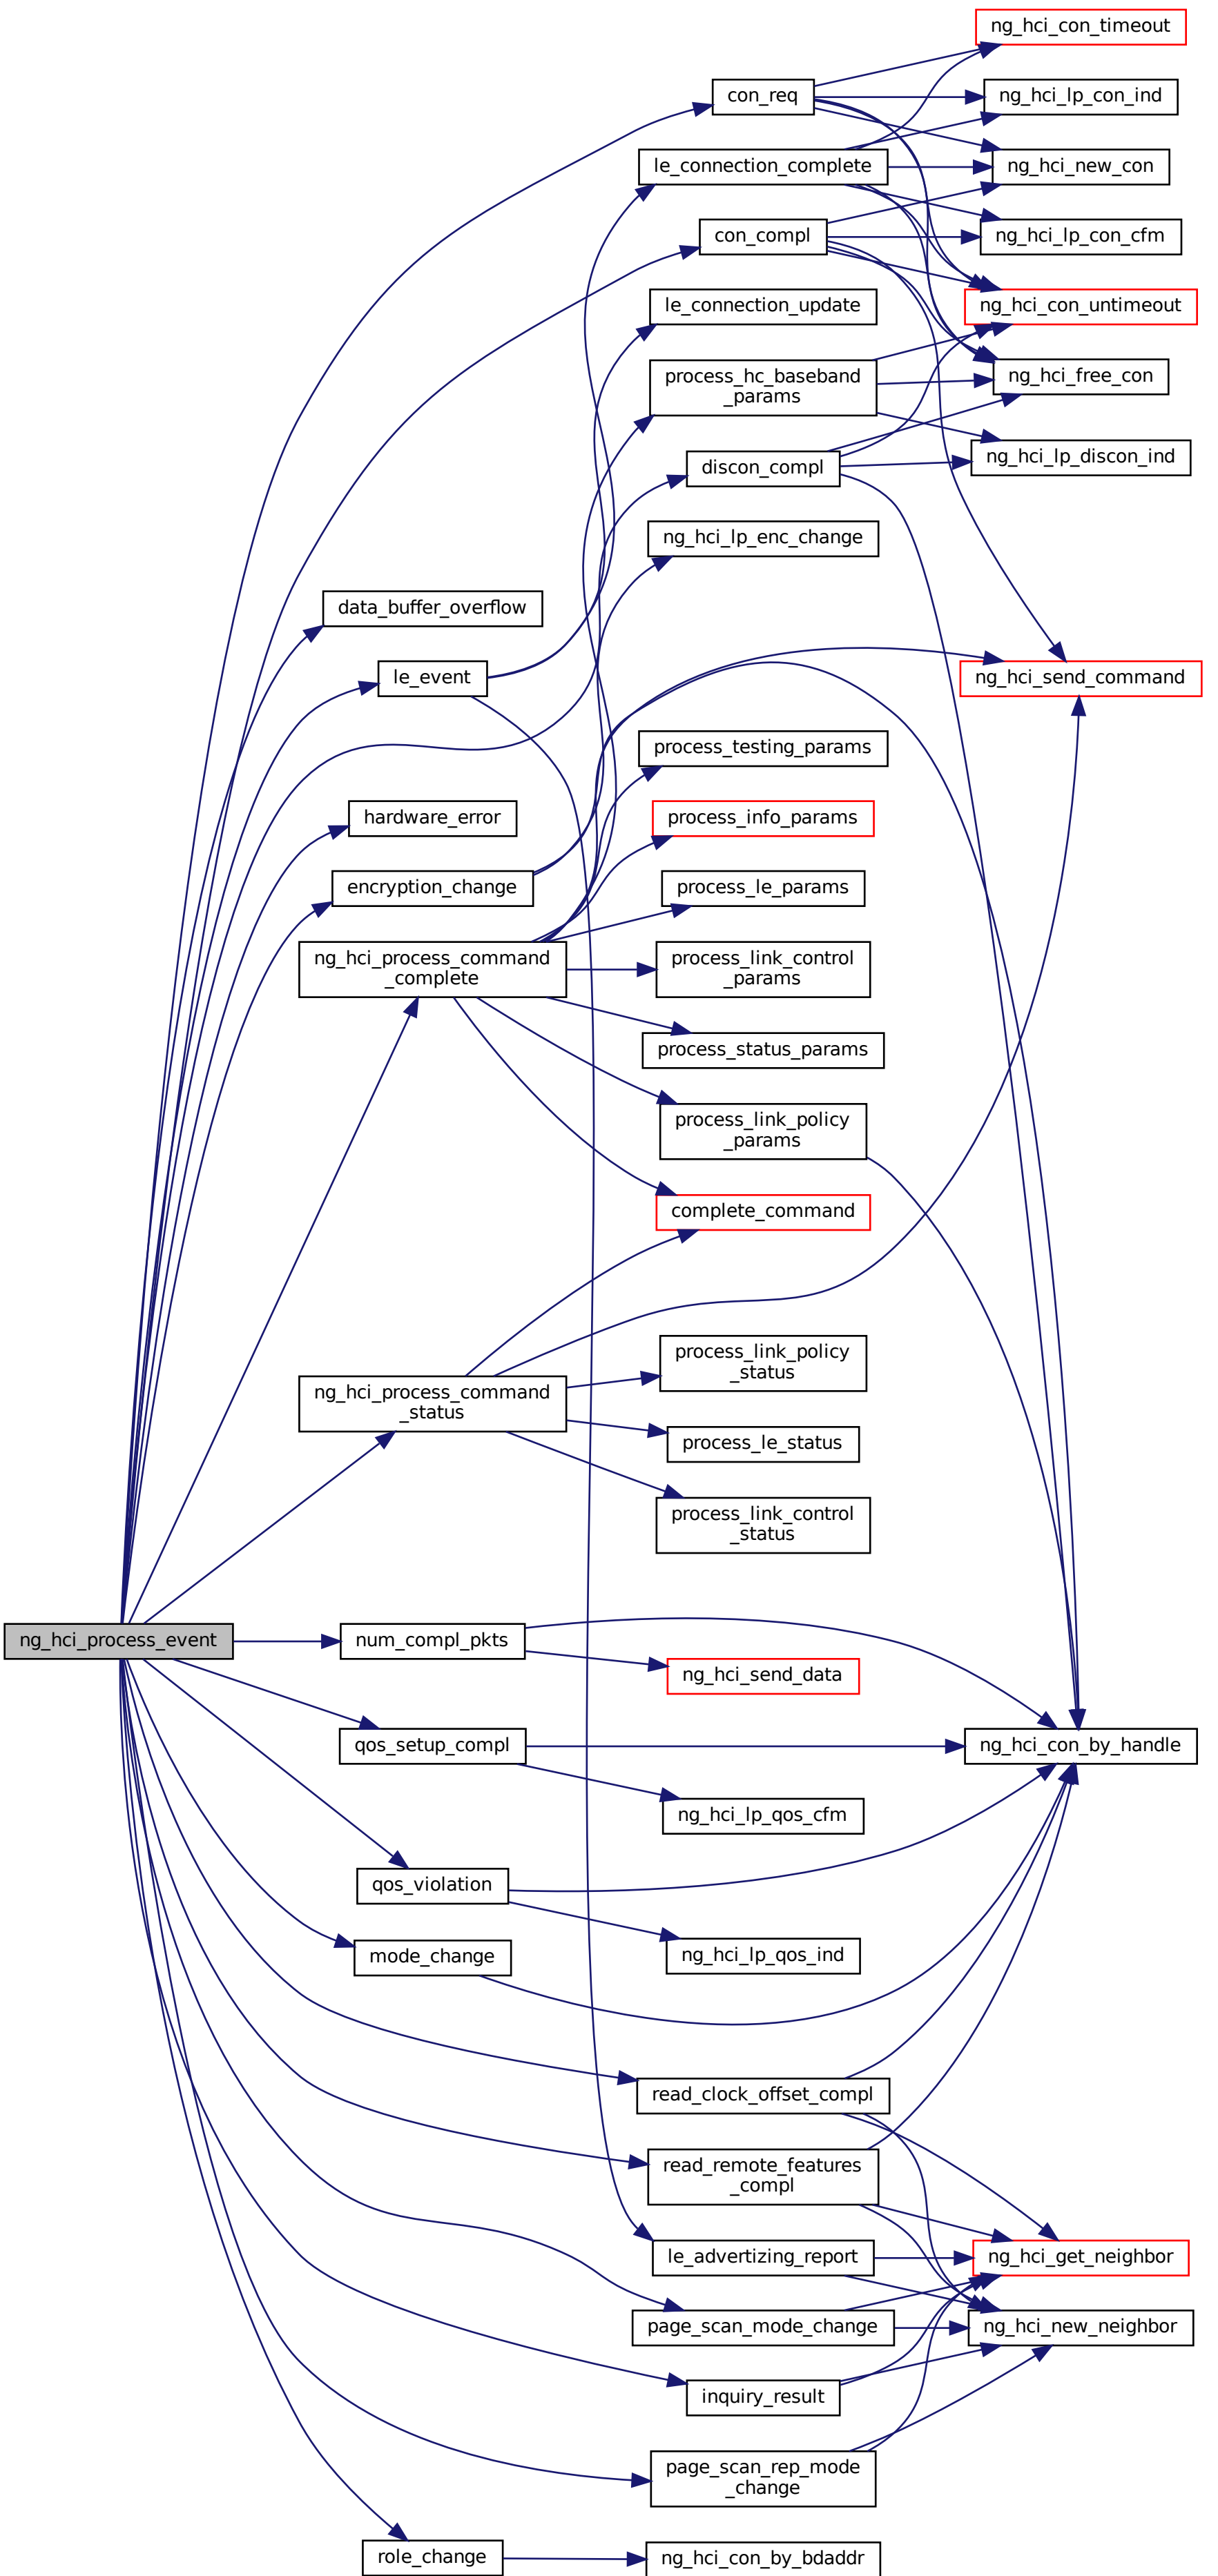 ng_hci_con_timeout
con_req
ng_hci_lp_con_ind
le_connection_complete
ng_hci_new_con
con_compl
ng_hci_lp_con_cfm
le_connection_update
ng_hci_con_untimeout
process_hc_baseband
_params
ng_hci_free_con
discon_compl
ng_hci_lp_discon_ind
ng_hci_lp_enc_change
data_buffer_overflow
le_event
ng_hci_send_command
process_testing_params
hardware_error
process_info_params
encryption_change
process_le_params
ng_hci_process_command
_complete
process_link_control
_params
process_status_params
process_link_policy
_params
complete_command
process_link_policy
_status
ng_hci_process_command
_status
process_le_status
process_link_control
_status
ng_hci_process_event
num_compl_pkts
ng_hci_send_data
qos_setup_compl
ng_hci_con_by_handle
ng_hci_lp_qos_cfm
qos_violation
ng_hci_lp_qos_ind
mode_change
read_clock_offset_compl
read_remote_features
_compl
le_advertizing_report
ng_hci_get_neighbor
page_scan_mode_change
ng_hci_new_neighbor
inquiry_result
page_scan_rep_mode
_change
role_change
ng_hci_con_by_bdaddr